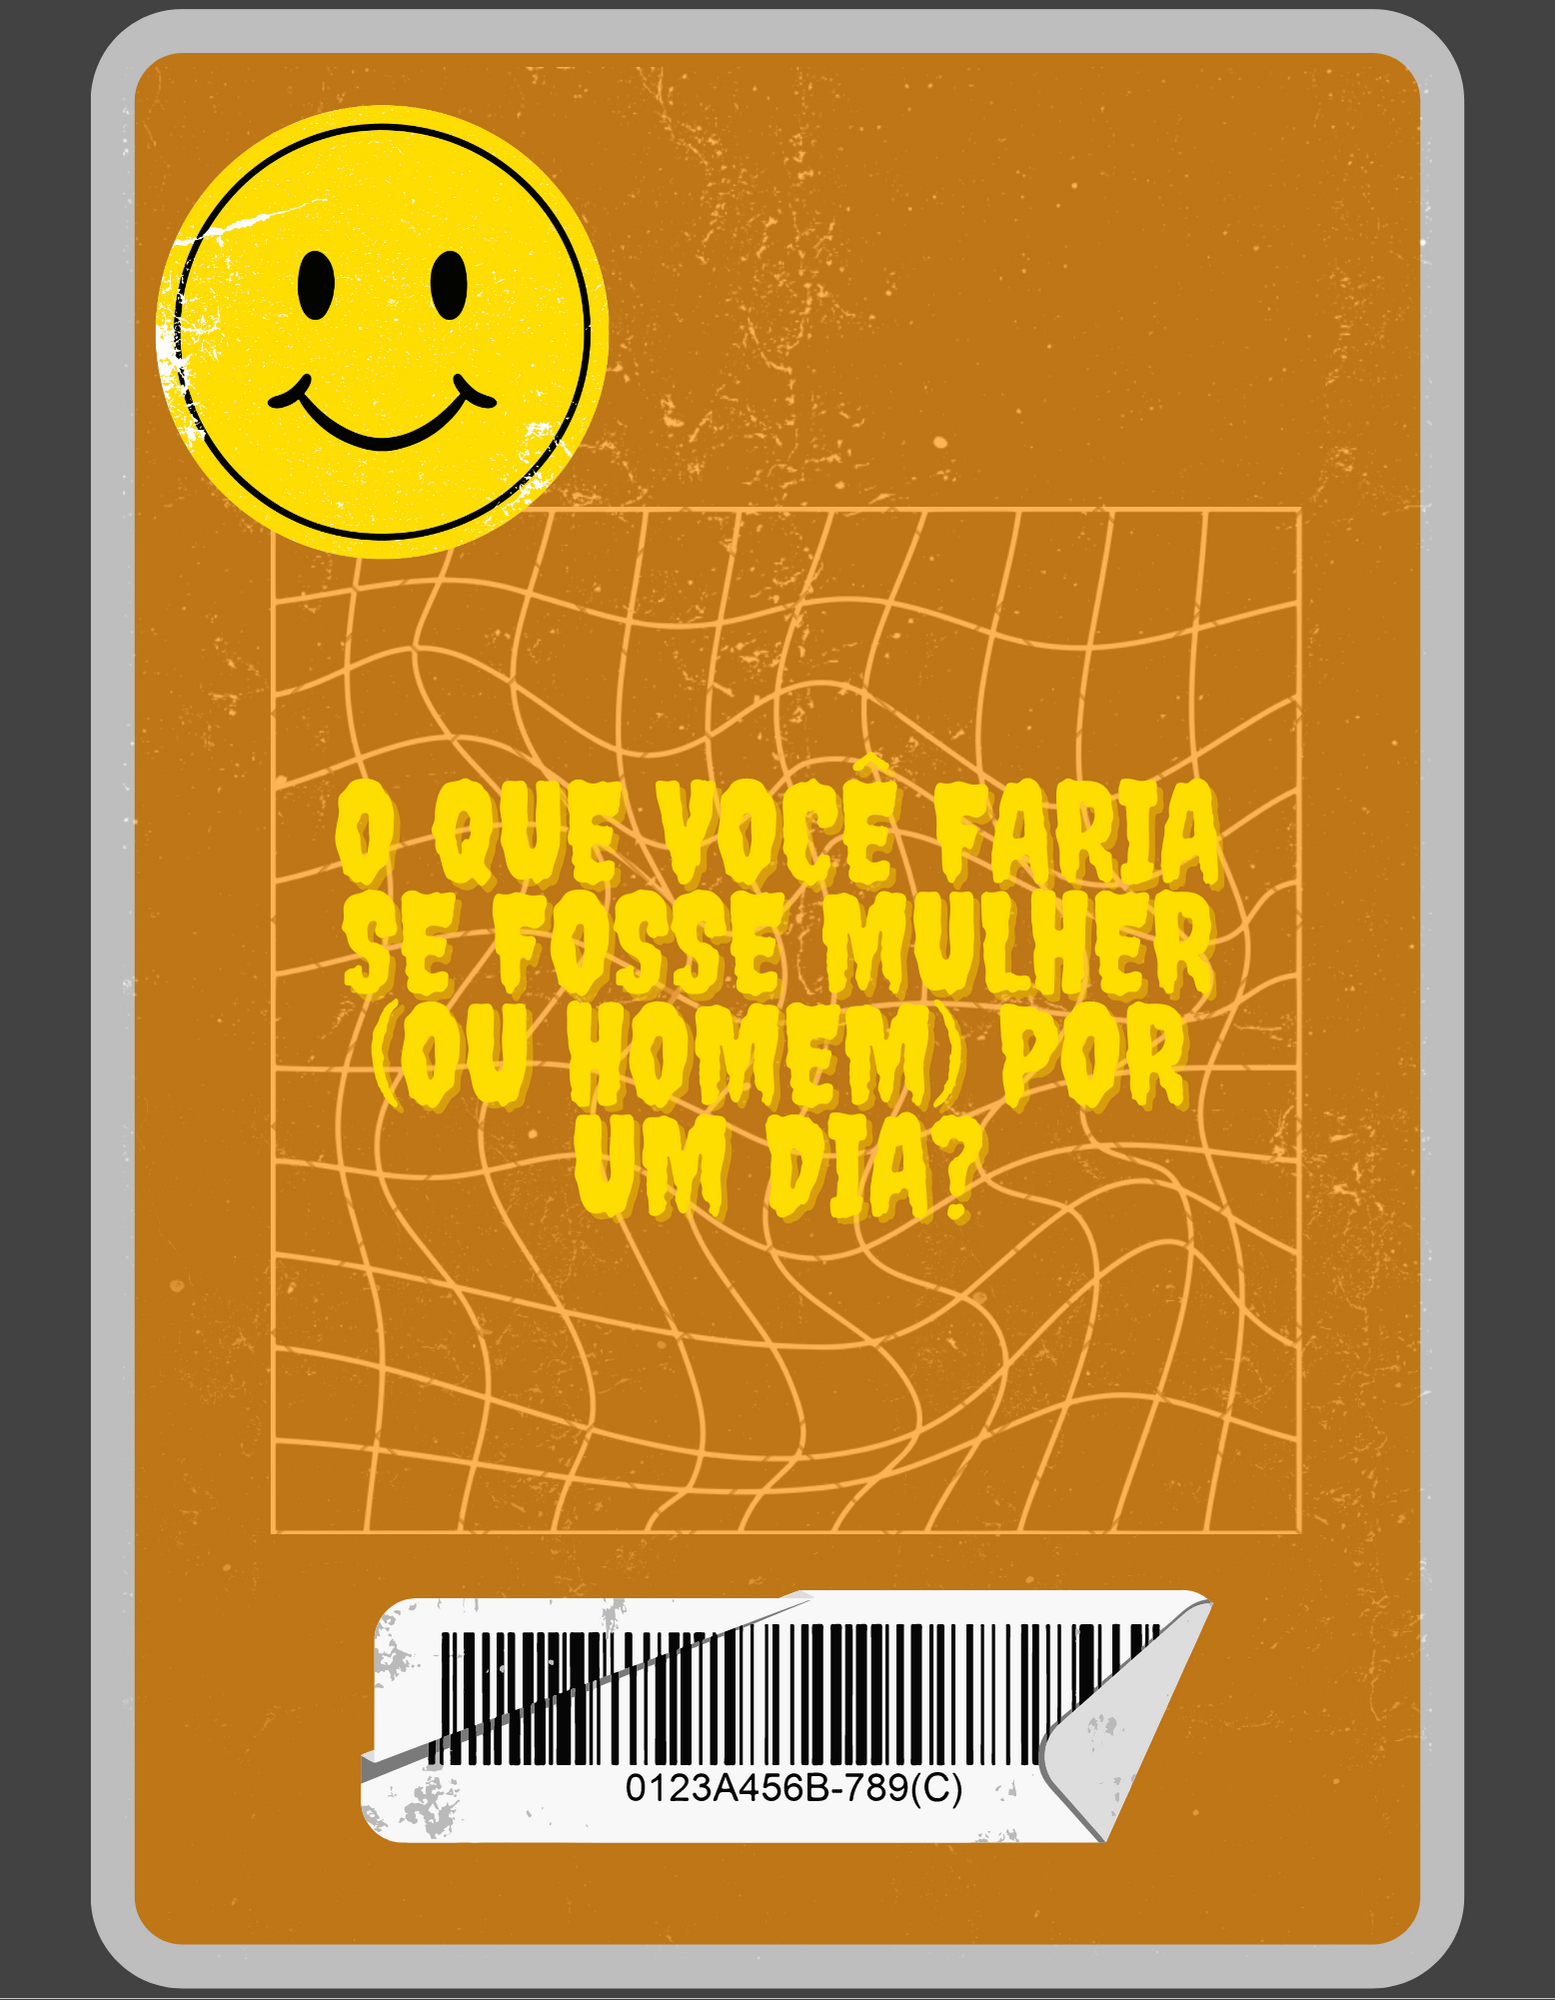 O QUE VOCÊ FARIA
SE FOSSE MULHER
(OU HOMEM) POR
UM DIA?
0123A456B-789(C)